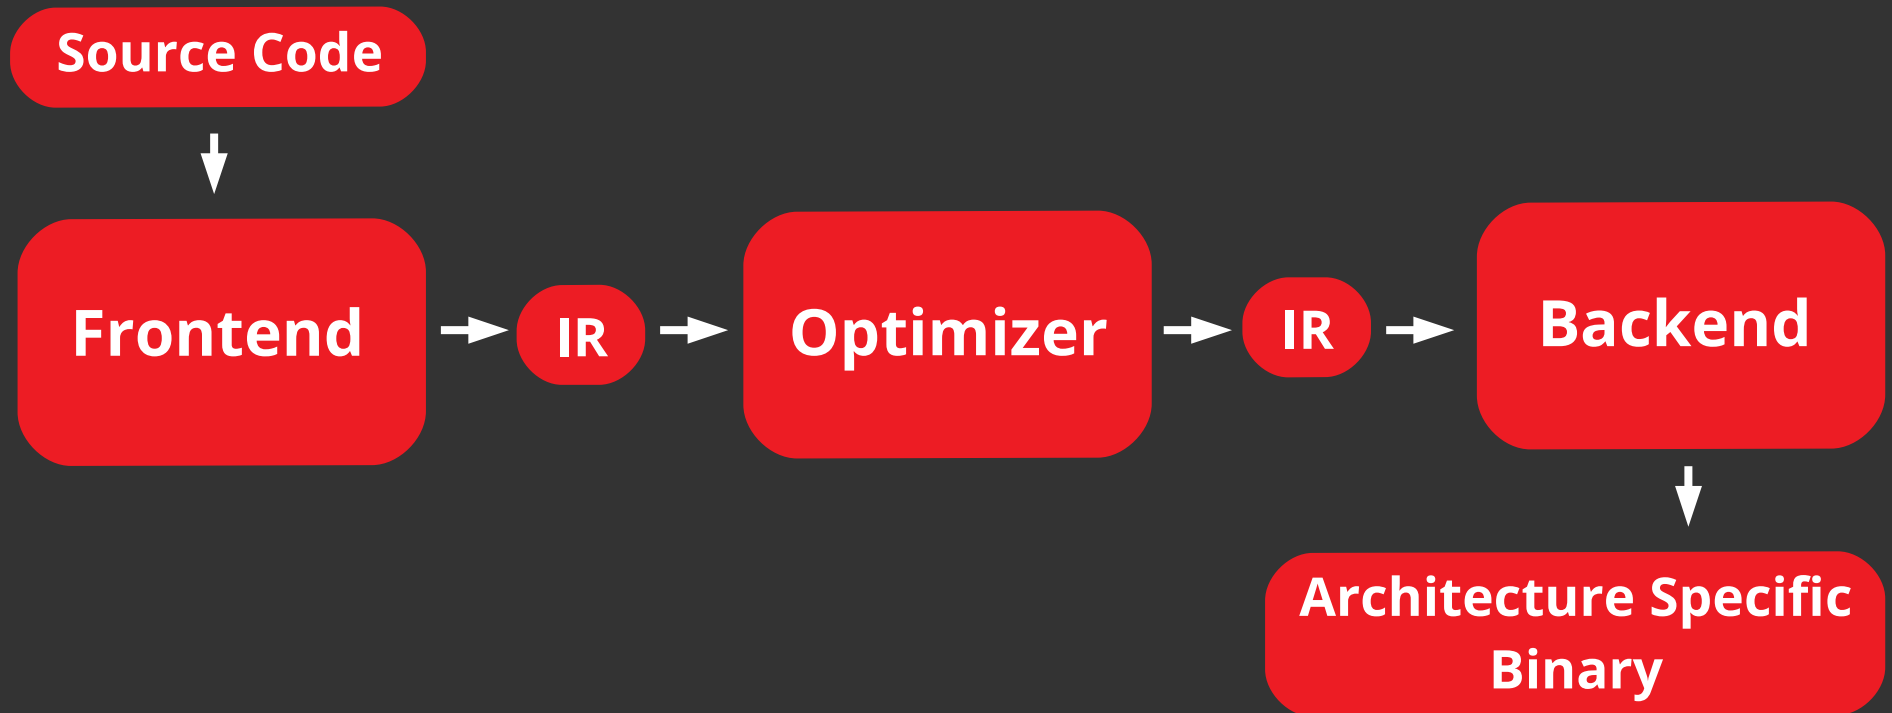 Source Code
Frontend
IR
Optimizer
IR
Backend
Architecture Specific
Binary